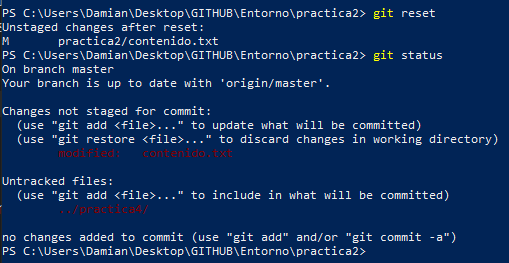 PS C:\Users\Damian\Desktop\GITHUB\Entorno\practica2> git reset
Unstaged changes after reset:
M       practica2/contenido.txt
PS C:\Users\Damian\Desktop\GITHUB\Entorno\practica2> git status
On branch master
Your branch is up to date with 'origin/master'.

Changes not staged for commit:
  (use "git add <file>..." to update what will be committed)
  (use "git restore <file>..." to discard changes in working directory)
        modified:   contenido.txt

Untracked files:
  (use "git add <file>..." to include in what will be committed)
        ../practica4/

no changes added to commit (use "git add" and/or "git commit -a")
PS C:\Users\Damian\Desktop\GITHUB\Entorno\practica2>